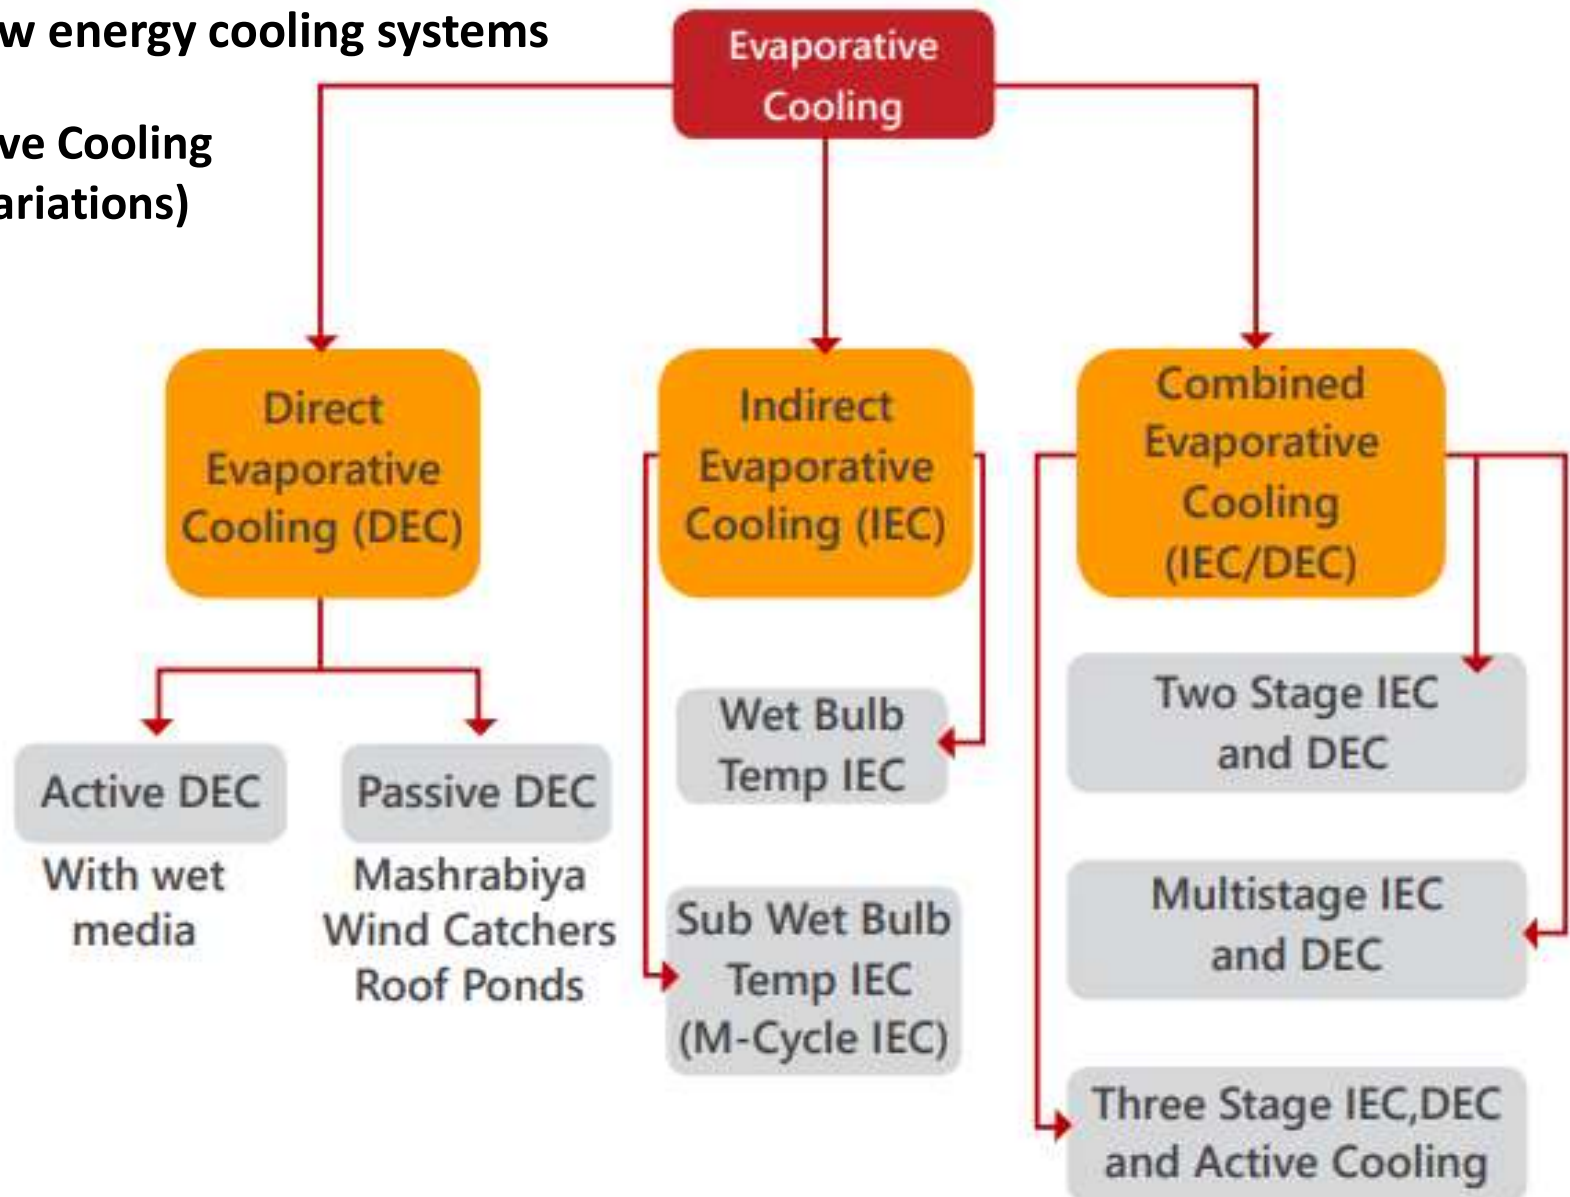 w energy cooling systems
ve Cooling
ariations)
Evaporative
Cooling
Direct
Evaporative
Cooling (DEC)
Indirect
Evaporative
Cooling (IEC)
Combined
Evaporative
Cooling
(IEC/DEC)
Active DEC
With wet
media
Passive DEC
Mashrabiya
Wind Catchers
Roof Ponds
Wet Bulb
Temp IEC
Sub Wet Bulb
Temp IEC
(M-Cycle IEC)
Two Stage IEC
and DEC
Multistage IEC
and DEC
Three Stage IEC,DEC
and Active Cooling